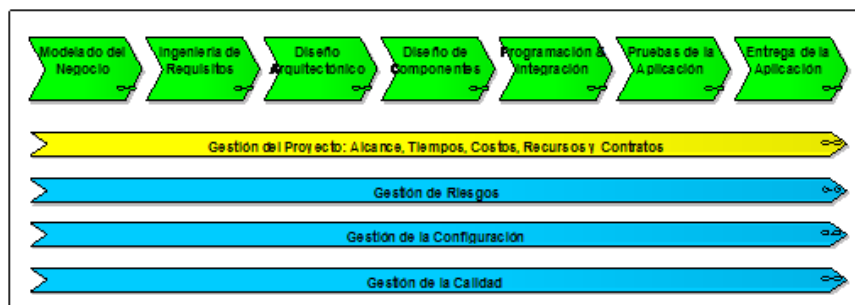 Modelado del
Negocio
Ingeniería de
Requisitos
Diseño
Arquitectónico
Diseño de
Componentes
Programación &
Integración
Pruebas de la
Aplicación
Entrega de la
Aplicación
Gestión del Proyecto: Alcance, Tiempos, Costos, Recursos y Contratos
Gestión de Riesgos
Gestión de la Configuración
Gestión de la Calidad